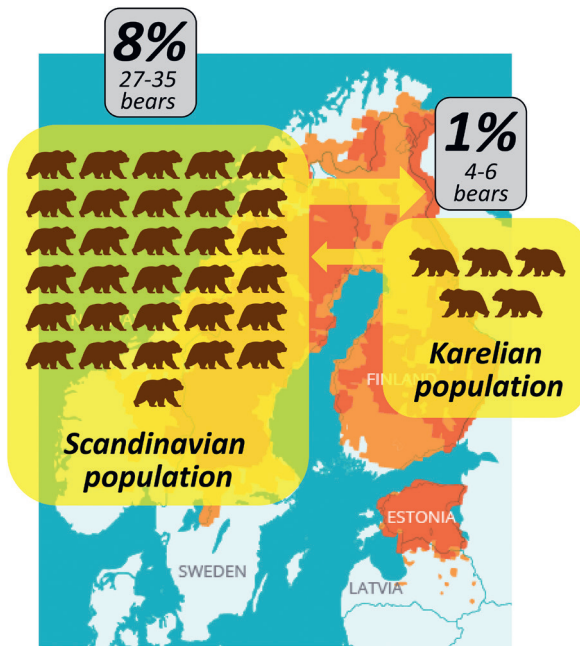 8%
27-35
bears
1%
4-6
bears
Karelian
population
FINLAND
Scandinavian
population
ESTONIA
SWEDEN
LATVIA